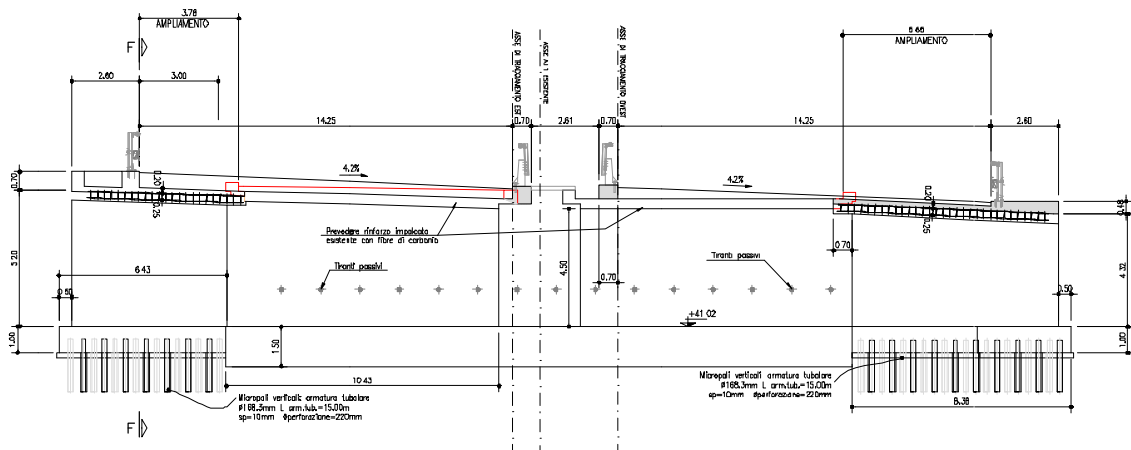 3.78
AMPLIAMENTO
F
2.60
3.00
14.25
0.70
2.61
0.70
14.25
6.66
AMPLIAMENTO
2.60
ASSE DI TRACCIAMENTO EST
ASSE A1 1 ESISTENTE
ASSE DI TRACCIAMENTO OVEST
4.2%
4.2%
0.70
0.20
0.25
0.20
0.25
0.48
Prevedere rinforzo impalcato
esistente con fibre di carbonio
5.20
6.43
0.50
Tiranti passivi
4.50
0.70
Tiranti passivi
0.70
4.32
0.50
+41.02
1.00
1.50
1.00
10.43
Micropali verticali armatura tubolare
Ø168.3mm L arm.tub.=15.00m
sp=10mm Øperforazione=220mm
Micropali verticali armatura tubolare
Ø168.3mm L arm.tub.=15.00m
sp=10mm Øperforazione=220mm
8.38
F